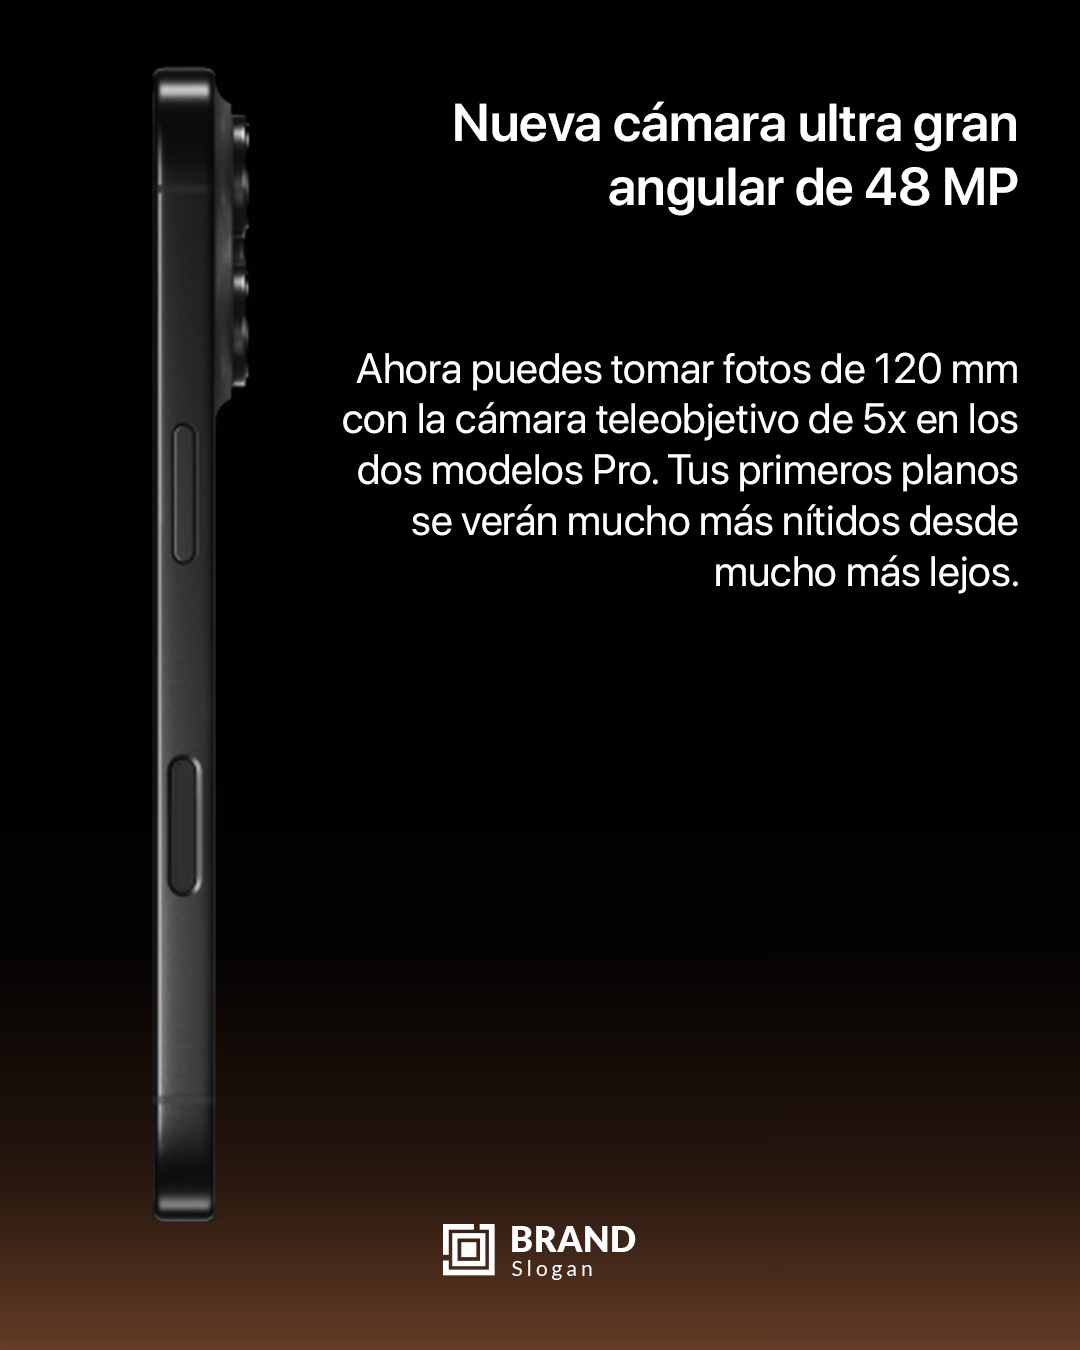 Nueva cámara ultra gran
angular de 48 MP
Ahora puedes tomar fotos de 120 mm
con la cámara teleobjetivo de 5x en los
dos modelos Pro. Tus primeros planos
se verán mucho más nítidos desde
mucho más lejos.
BRAND
Slogan